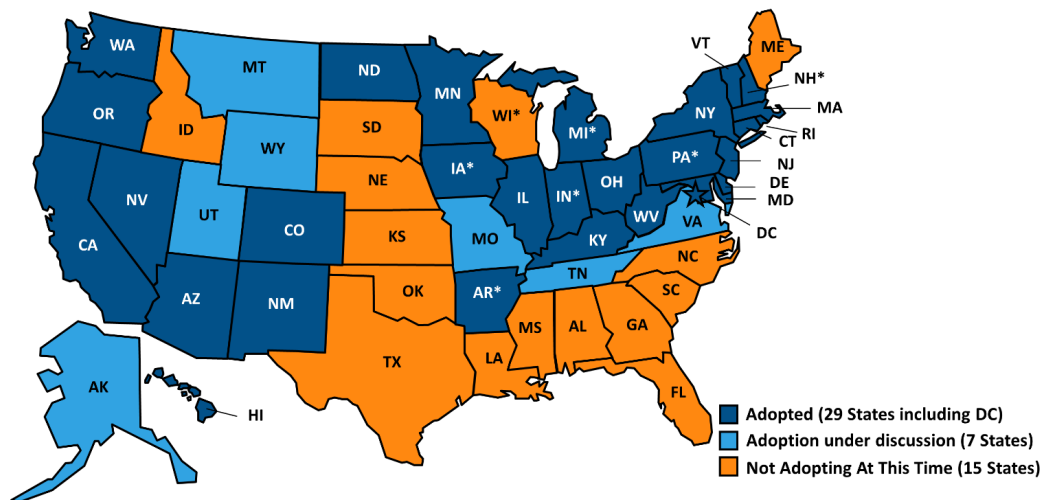 WA
MT
ND
MN
VT
ME
NH*
MA
OR
ID
SD
WI*
MI*
NY
RI
CT
WY
IA*
PA*
NJ
NE
DE
MD
NV
UT
CO
IL
IN*
OH
WV
VA
DC
CA
KS
MO
KY
NC
TN
AZ
NM
OK
AR*
SC
MS
AL
GA
TX
LA
AK
HI
FL
Adopted (29 States including DC)
Adoption under discussion (7 States)
Not Adopting At This Time (15 States)